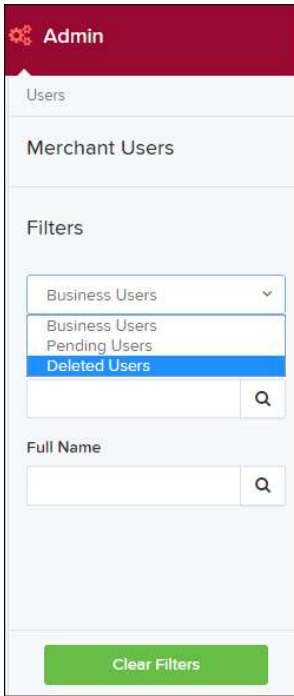 Admin
Users
Merchant Users
Filters
Business Users
Business Users
Pending Users
Deleted Users
Full Name
Clear Filters